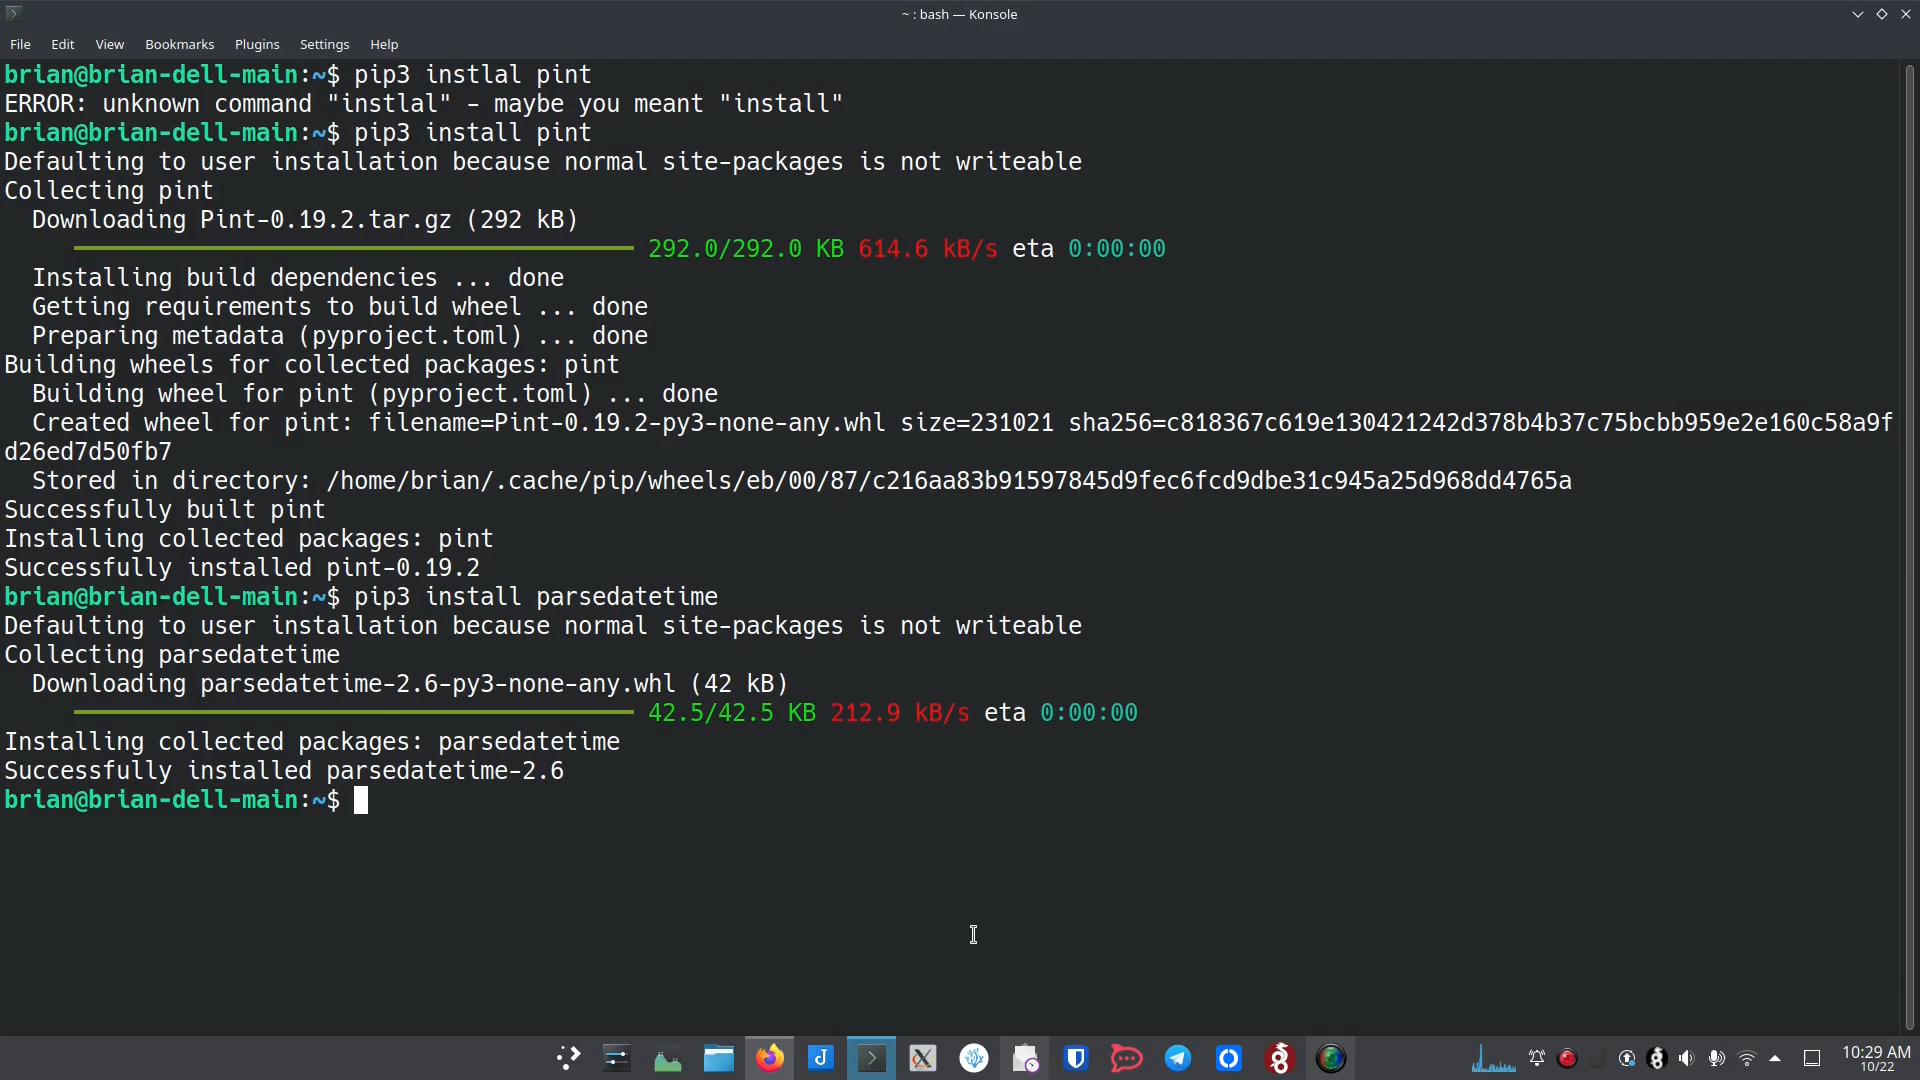 ~ : bash — Konsole
File Edit View Bookmarks Plugins Settings Help
brian@brian-dell-main:~$ pip3 instlal pint
ERROR: unknown command "instlal" - maybe you meant "install"
brian@brian-dell-main:~$ pip3 install pint
Defaulting to user installation because normal site-packages is not writeable
Collecting pint
  Downloading Pint-0.19.2.tar.gz (292 kB)
292.0/292.0 KB 614.6 kB/s eta 0:00:00
  Installing build dependencies ... done
  Getting requirements to build wheel ... done
  Preparing metadata (pyproject.toml) ... done
Building wheels for collected packages: pint
  Building wheel for pint (pyproject.toml) ... done
  Created wheel for pint: filename=Pint-0.19.2-py3-none-any.whl size=231021 sha256=c818367c619e130421242d378b4b37c75bcbb959e2e160c58a9f
d26ed7d50fb7
  Stored in directory: /home/brian/.cache/pip/wheels/eb/00/87/c216aa83b91597845d9fec6fcd9dbe31c945a25d968dd4765a
Successfully built pint
Installing collected packages: pint
Successfully installed pint-0.19.2
brian@brian-dell-main:~$ pip3 install parsedatetime
Defaulting to user installation because normal site-packages is not writeable
Collecting parsedatetime
  Downloading parsedatetime-2.6-py3-none-any.whl (42 kB)
42.5/42.5 KB 212.9 kB/s eta 0:00:00
Installing collected packages: parsedatetime
Successfully installed parsedatetime-2.6
brian@brian-dell-main:~$
10:29 AM
10/22